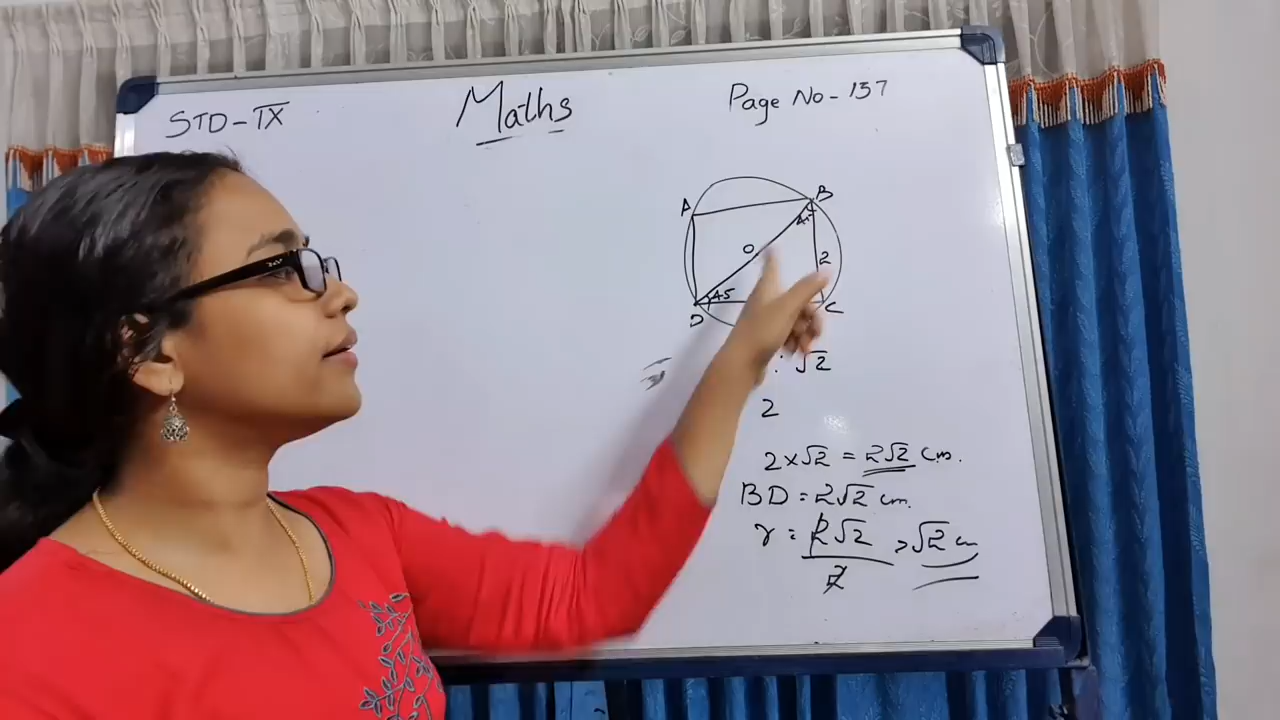 STD-IX
Maths
Page No-157
A
B
45
O
2
45
D
C
: √2
2
2×√2 = 2√2 cm.
BD = 2√2 cm.
r = 2√2/2 = √2 cm